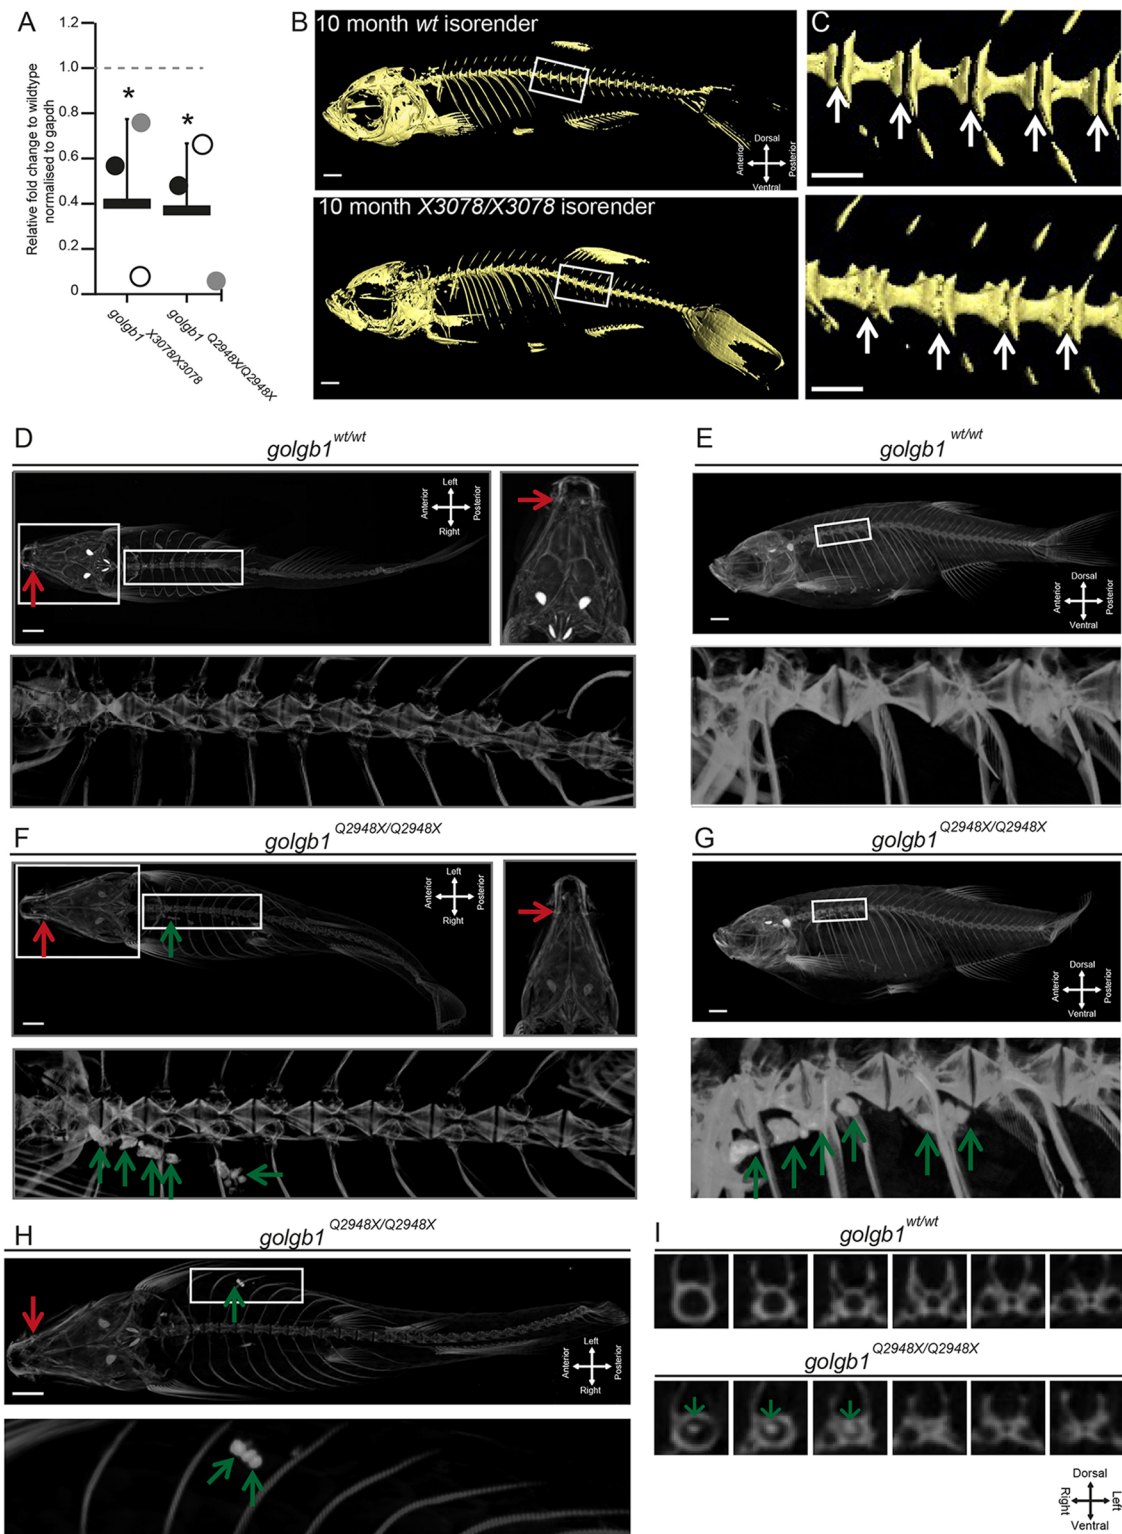 A
1.2
1.0
0.8
0.6
0.4
0.2
0
Relative fold change to wildtype
normalised to gapdh
*
*
golgb1 X3078/X3078
golgb1 Q2948X/Q2948X
B
10 month wt isorender
Dorsal
Anterior
Posterior
Ventral
10 month X3078/X3078 isorender
C
D
golgb1 wt/wt
Left
Anterior
Posterior
Right
E
golgb1 wt/wt
Dorsal
Anterior
Posterior
Ventral
F
golgb1 Q2948X/Q2948X
Left
Anterior
Posterior
Right
G
golgb1 Q2948X/Q2948X
Dorsal
Anterior
Posterior
Ventral
H
golgb1 Q2948X/Q2948X
Left
Anterior
Posterior
Right
I
golgb1 wt/wt
golgb1 Q2948X/Q2948X
Dorsal
Right
Left
Ventral